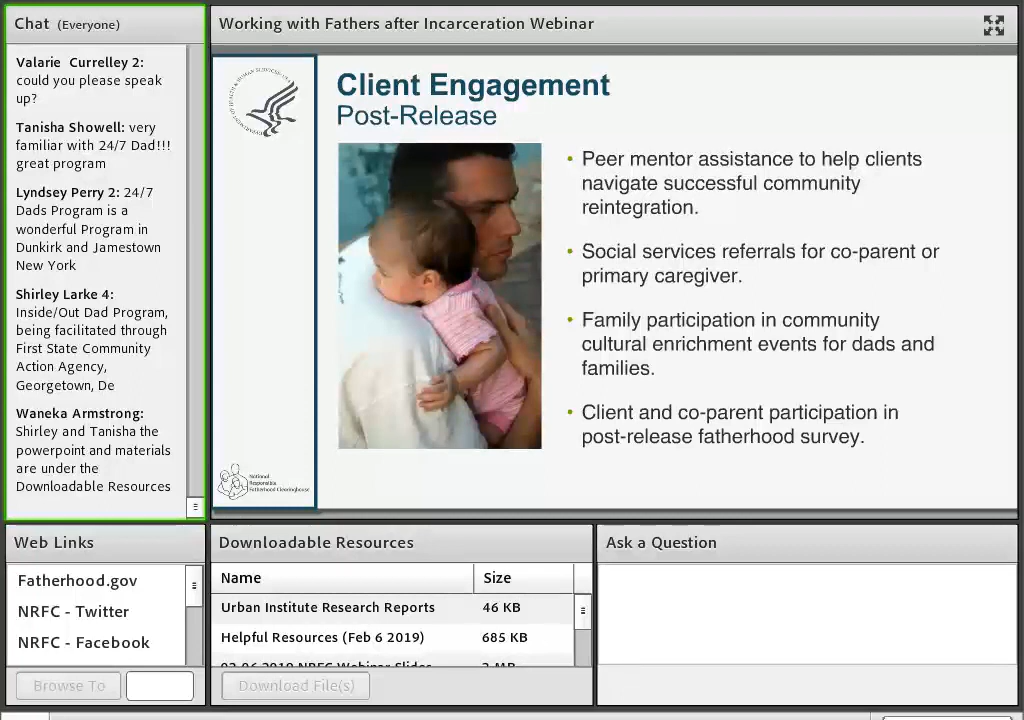 Chat (Everyone)
Valarie Currelley 2:
could you please speak
up?
Tanisha Showell: very
familiar with 24/7 Dad!!!
great program
Lyndsey Perry 2: 24/7
Dads Program is a
wonderful Program in
Dunkirk and Jamestown
New York
Shirley Larke 4:
Inside/Out Dad Program,
being facilitated through
First State Community
Action Agency,
Georgetown, De
Waneka Armstrong:
Shirley and Tanisha the
powerpoint and materials
are under the
Downloadable Resources
Working with Fathers after Incarceration Webinar
Client Engagement
Post-Release
• Peer mentor assistance to help clients
navigate successful community
reintegration.
• Social services referrals for co-parent or
primary caregiver.
• Family participation in community
cultural enrichment events for dads and
families.
• Client and co-parent participation in
post-release fatherhood survey.
National
Responsible
Fatherhood Clearinghouse
Web Links
Fatherhood.gov
NRFC - Twitter
NRFC - Facebook
Browse To
Downloadable Resources
Name Size
Urban Institute Research Reports 46 KB
Helpful Resources (Feb 6 2019) 685 KB
Download File(s)
Ask a Question